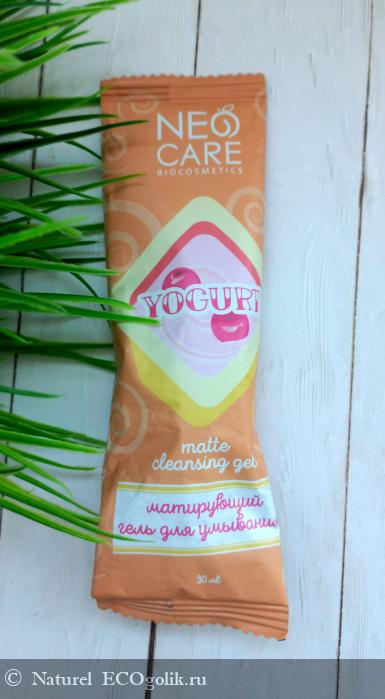 NEO
CARE
BIOCOSMETICS
YOGURT
matte
cleansing gel
матирующий
гель для умывания
30 мл
© Naturel ECOgolik.ru